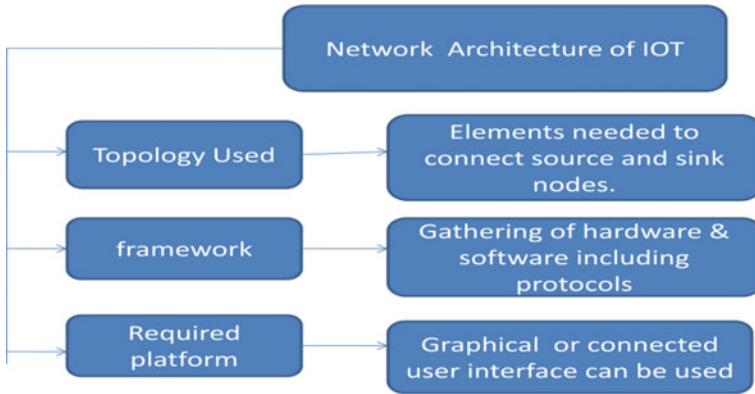 Network Architecture of IOT
Topology Used
Elements needed to
connect source and sink
nodes.
framework
Gathering of hardware &
software including
protocols
Required
platform
Graphical or connected
user interface can be used